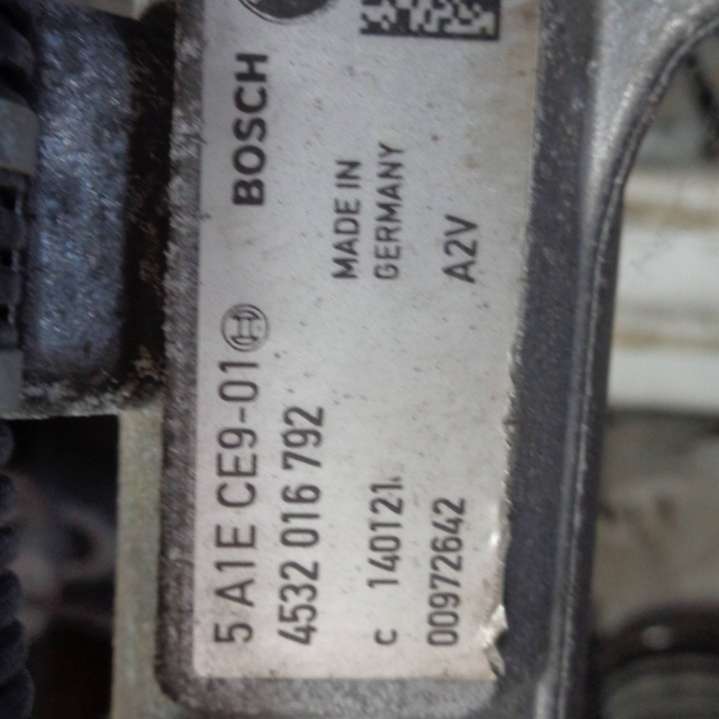 5 A1E CE9-01
BOSCH
4532 016 792
MADE IN
GERMANY
C 140121
A2V
00972642